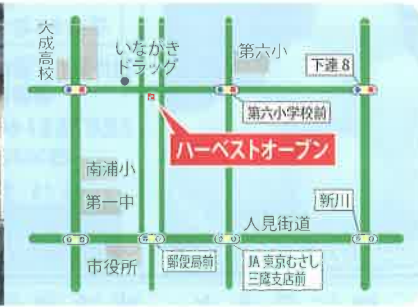 大成高校
いながき
ドラッグ
第六小
下連8
第六小学校前
ハーベストオープン
南浦小
第一中
新川
人見街道
市役所
郵便局前
JA 東京むさし
三鷹支店前